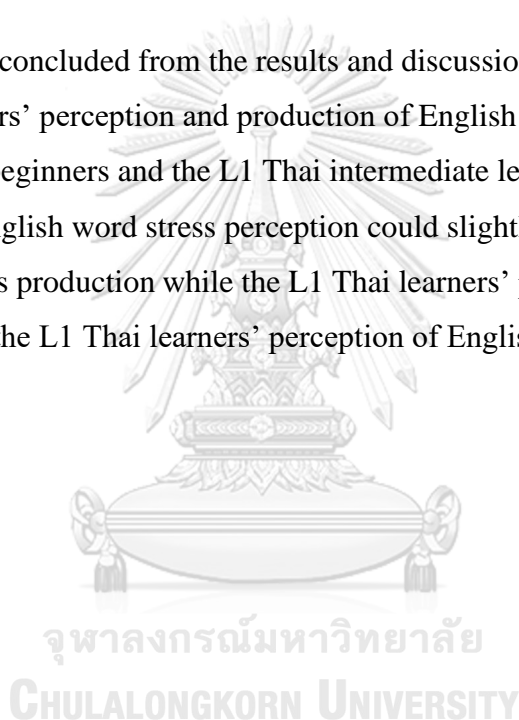 concluded from the results and discussio
rs’ perception and production of English
beginners and the L1 Thai intermediate le
glish word stress perception could slight
s production while the L1 Thai learners’
the L1 Thai learners’ perception of Englis
จุฬาลงกรณ์มหาวิทยาลัย
CHULALONGKORN UNIVERSITY